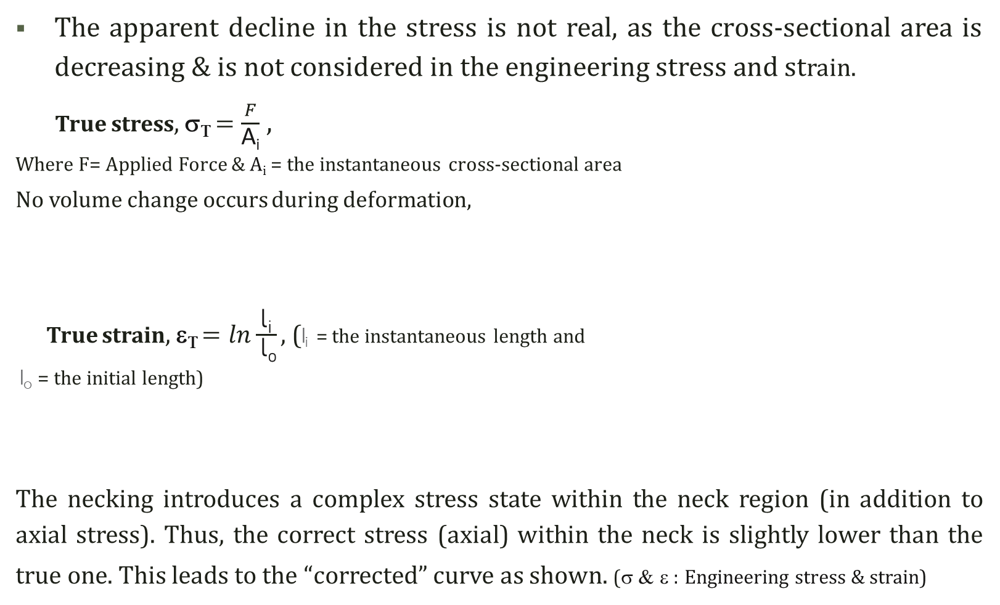 ▪ The apparent decline in the stress is not real, as the cross-sectional area is
decreasing & is not considered in the engineering stress and strain.
True stress, σ_T = F/A_i ,
Where F= Applied Force & A_i = the instantaneous cross-sectional area
No volume change occurs during deformation,
True strain, ε_T = ln l_i/l_o , (l_i = the instantaneous length and
l_o = the initial length)
The necking introduces a complex stress state within the neck region (in addition to
axial stress). Thus, the correct stress (axial) within the neck is slightly lower than the
true one. This leads to the “corrected” curve as shown. (σ & ε : Engineering stress & strain)